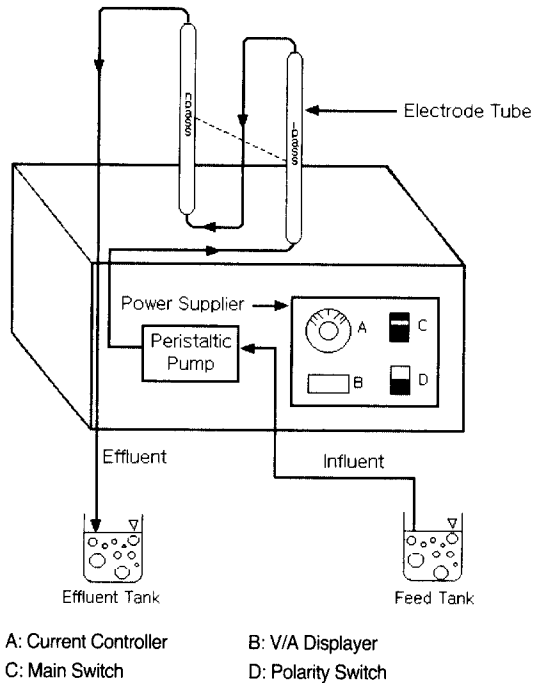 Electrode Tube
Power Supplier
A
C
Peristaltic
Pump
B
D
Effluent
Influent
Effluent Tank
Feed Tank
A: Current Controller B: V/A Displayer
C: Main Switch D: Polarity Switch